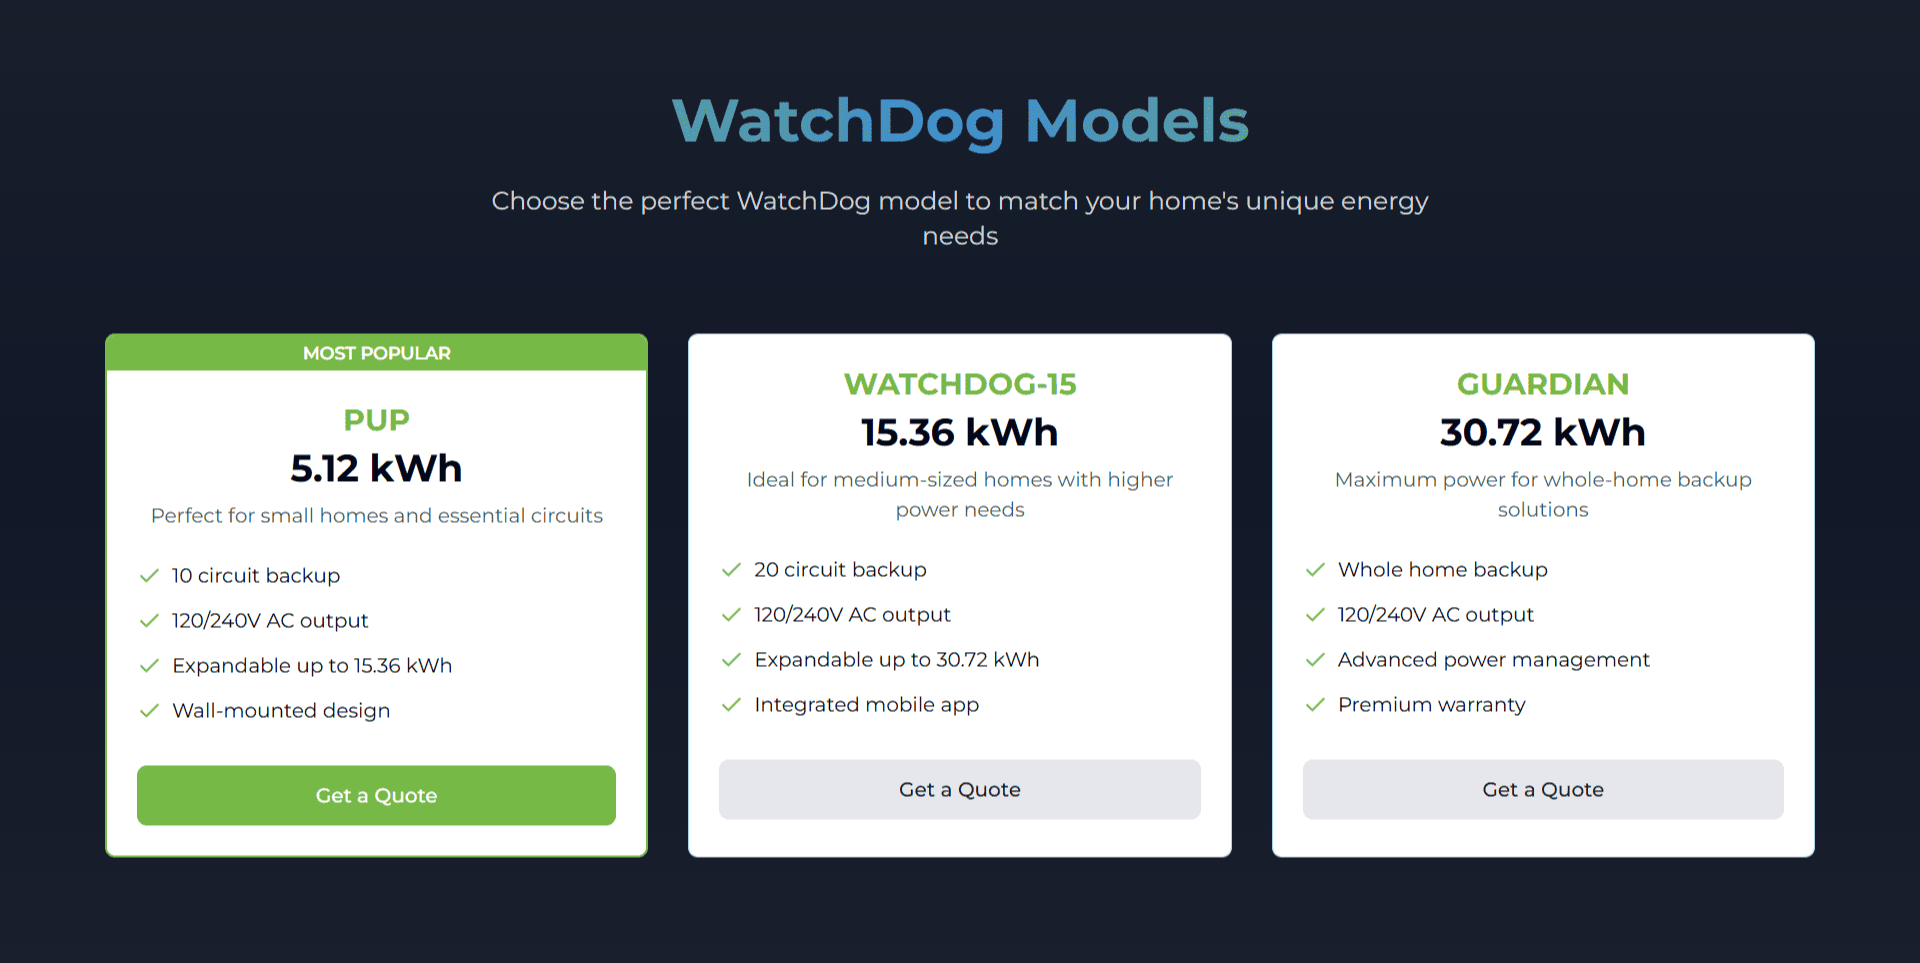 WatchDog Models
Choose the perfect WatchDog model to match your home's unique energy
needs
MOST POPULAR
PUP
5.12 kWh
Perfect for small homes and essential circuits
10 circuit backup
120/240V AC output
Expandable up to 15.36 kWh
Wall-mounted design
Get a Quote
WATCHDOG-15
15.36 kWh
Ideal for medium-sized homes with higher
power needs
20 circuit backup
120/240V AC output
Expandable up to 30.72 kWh
Integrated mobile app
Get a Quote
GUARDIAN
30.72 kWh
Maximum power for whole-home backup
solutions
Whole home backup
120/240V AC output
Advanced power management
Premium warranty
Get a Quote